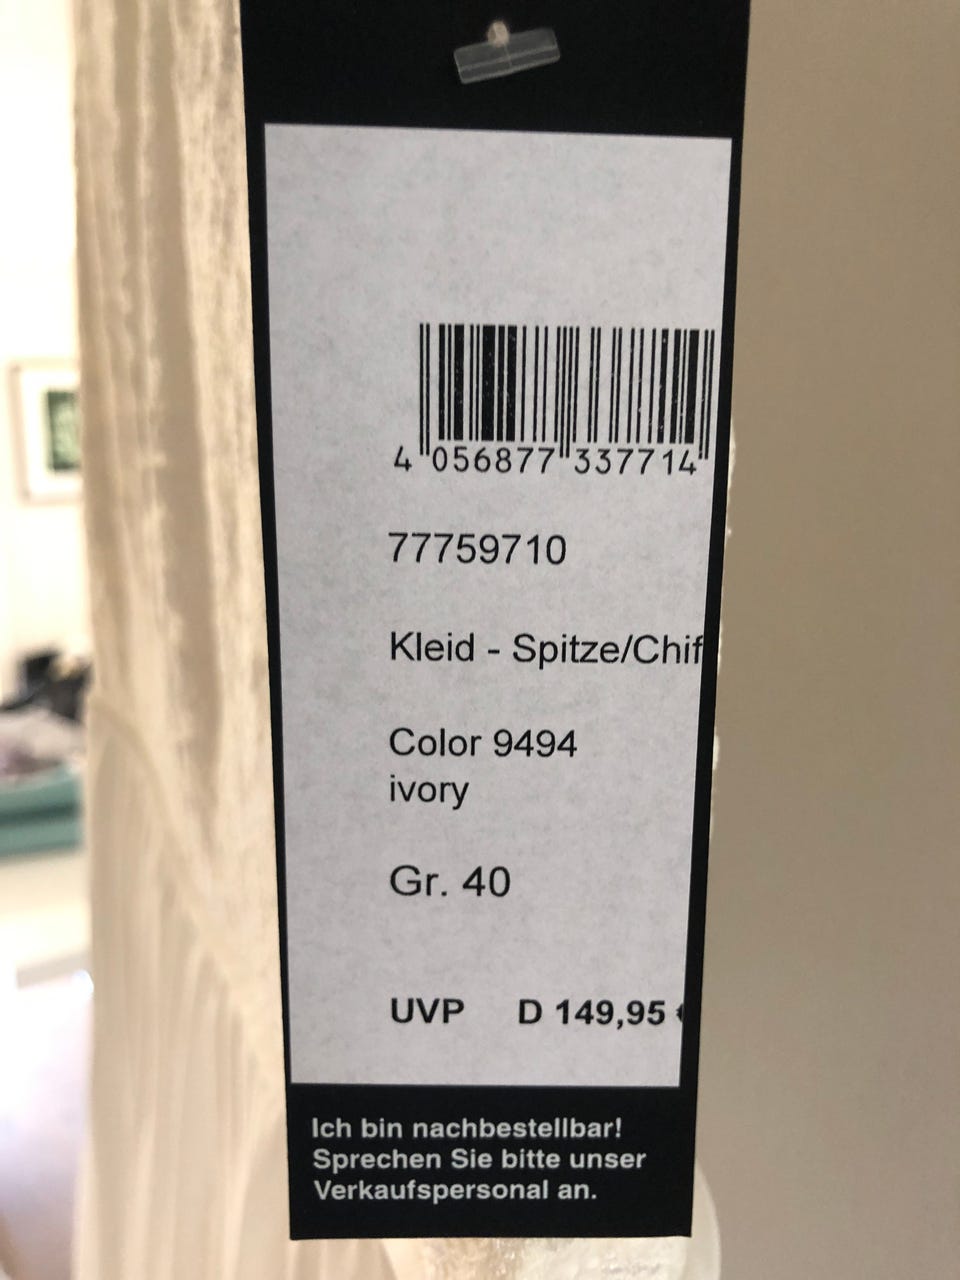 4 056877 337714
77759710
Kleid - Spitze/Chif
Color 9494
ivory
Gr. 40
UVP D 149,95 €
Ich bin nachbestellbar!
Sprechen Sie bitte unser
Verkaufspersonal an.